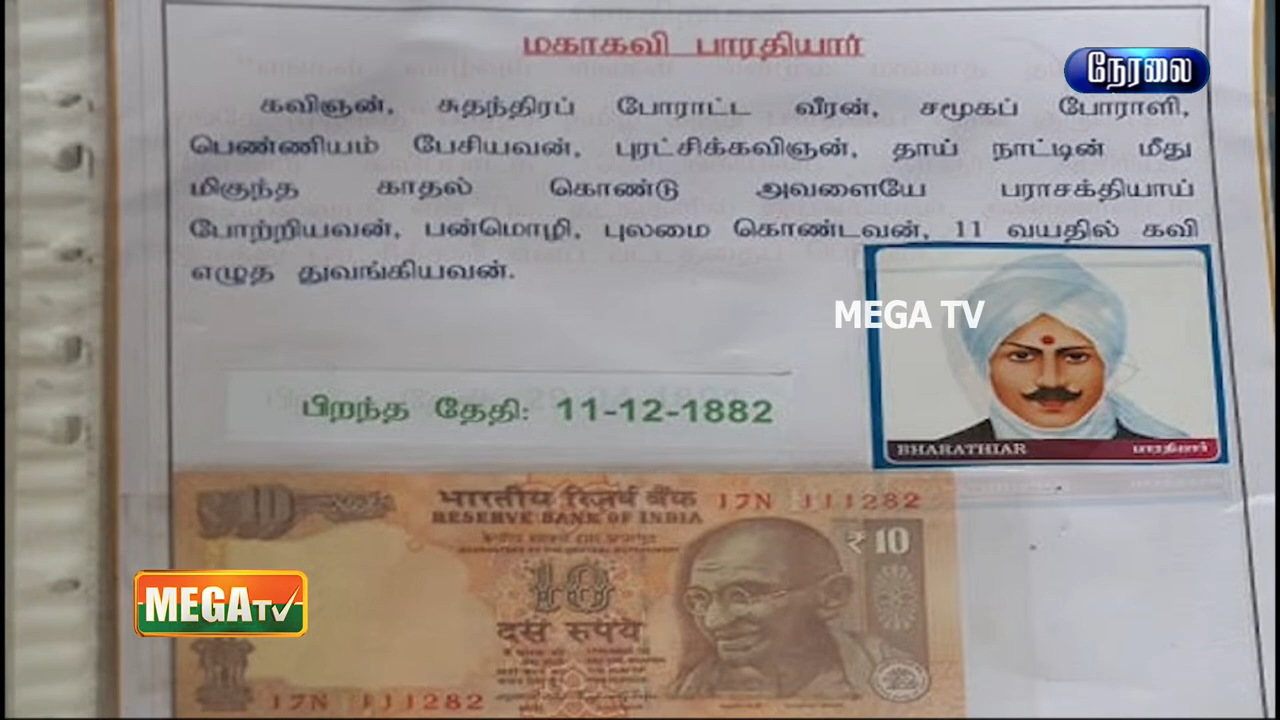 மகாகவி பாரதியார்
நேரலை
கவிஞன், சுதந்திரப் போராட்ட வீரன், சமூகப் போராளி,
பெண்ணியம் பேசியவன், புரட்சிக்கவிஞன், தாய் நாட்டின் மீது
மிகுந்த காதல் கொண்டு அவளையே பராசக்தியாய்
போற்றியவன், பன்மொழி, புலமை கொண்டவன், 11 வயதில் கவி
எழுத துவங்கியவன்.
MEGA TV
பிறந்த தேதி: 11-12-1882
BHARATHIAR பாரதியார்
भारतीय रिज़र्व बैंक 17N 111282
RESERVE BANK OF INDIA
₹ 10
10
दस रुपये
MEGA TV
17N 111282